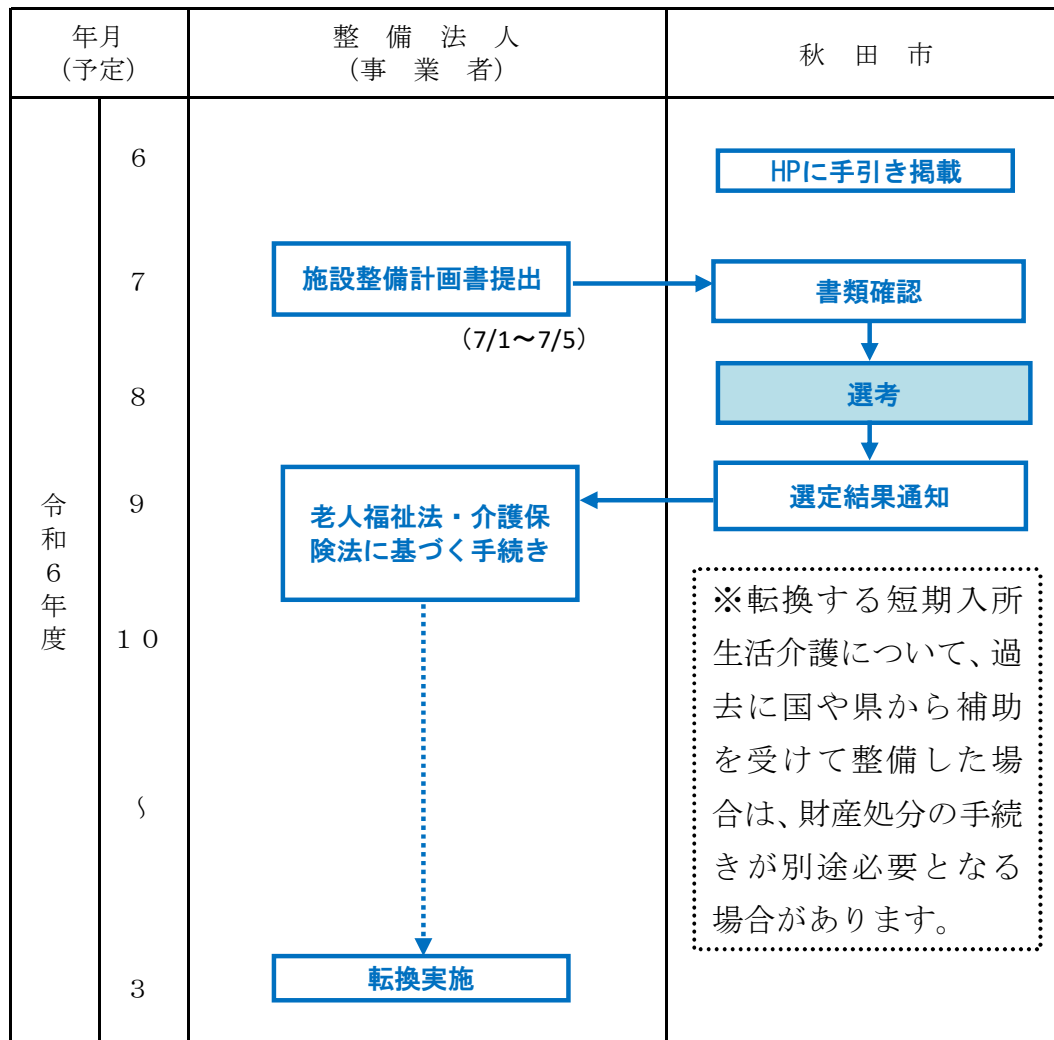 年月
(予定)
整　備　法　人
(事　業　者)
秋　田　市
令和６年度
6
HPに手引き掲載
7
施設整備計画書提出
(7/1～7/5)
書類確認
8
選考
9
老人福祉法・介護保
険法に基づく手続き
選定結果通知
１０
※転換する短期入所
生活介護について、過
去に国や県から補助
を受けて整備した場
合は、財産処分の手続
きが別途必要となる
場合があります。
～
3
転換実施